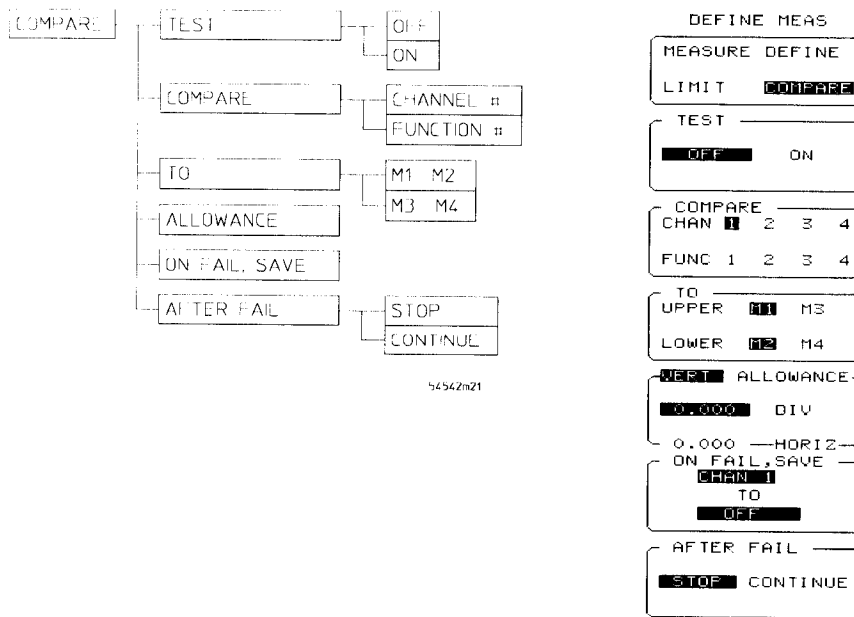 COMPARE
TEST
OFF
ON
COMPARE
CHANNEL #
FUNCTION #
TO
M1 M2
M3 M4
ALLOWANCE
ON FAIL, SAVE
AFTER FAIL
STOP
CONTINUE
54542m21
DEFINE MEAS
MEASURE DEFINE
LIMIT COMPARE
TEST
OFF ON
COMPARE
CHAN 1 2 3 4
FUNC 1 2 3 4
TO
UPPER M1 M3
LOWER M2 M4
VERT ALLOWANCE
0.000 DIV
0.000 HORIZ
ON FAIL,SAVE
CHAN 1
TO
OFF
AFTER FAIL
STOP CONTINUE